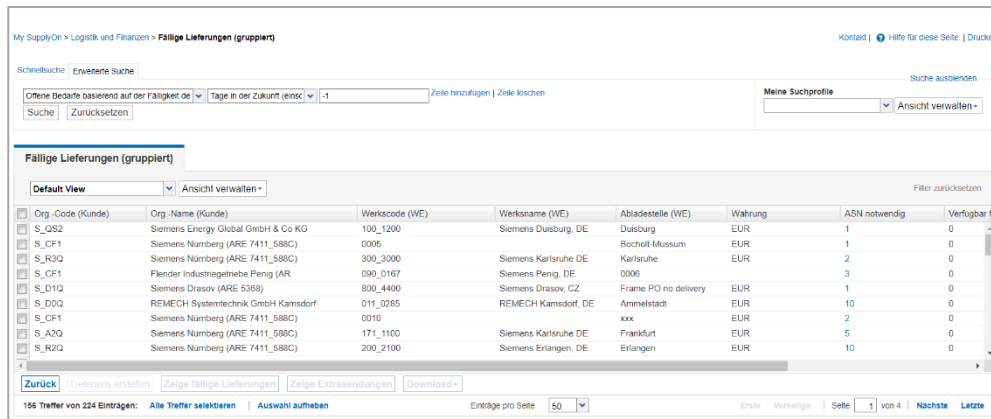 My SupplyOn > Logistik und Finanzen > Fällige Lieferungen (gruppiert) Kontakt | Hilfe für diese Seite | Drucke
Schnellsuche Erweiterte Suche Suche ausblenden
Offene Bedarfe basierend auf der Fälligkeit de Tage in der Zukunft (einsc -1 Zeile hinzufügen | Zeile löschen Meine Suchprofile
Suche Zurücksetzen Ansicht verwalten
Fällige Lieferungen (gruppiert)
Default View Ansicht verwalten Filter zurücksetzen
Org.-Code (Kunde) Org.-Name (Kunde) Werkscode (WE) Werksname (WE) Abladestelle (WE) Währung ASN notwendig Verfügbar f
S_QS2 Siemens Energy Global GmbH & Co KG 100_1200 Siemens Duisburg, DE Duisburg EUR 1 0
S_CF1 Siemens Nürnberg (ARE 7411_588C) 0005 Bocholt-Mussum EUR 1 0
S_R3Q Siemens Nürnberg (ARE 7411_588C) 300_3000 Siemens Karlsruhe DE Karlsruhe EUR 2 0
S_CF1 Flender Industriegetriebe Penig (AR 090_0167 Siemens Penig, DE 0006 3 0
S_D1Q Siemens Drasov (ARE 5368) 800_4400 Siemens Drasov, CZ Frame PO no delivery EUR 1 0
S_D0Q REMECH Systemtechnik GmbH Kamsdorf 011_0285 REMECH Kamsdorf, DE Ammelstädt EUR 10 0
S_CF1 Siemens Nürnberg (ARE 7411_588C) 0010 xxx EUR 2 0
S_A2Q Siemens Nürnberg (ARE 7411_588C) 171_1100 Siemens Karlsruhe DE Frankfurt EUR 5 0
S_R2Q Siemens Nürnberg (ARE 7411_588C) 200_2100 Siemens Erlangen, DE Erlangen EUR 10 0
Zurück Lieferavis erstellen Zeige fällige Lieferungen Zeige Extrasendungen Download
156 Treffer von 224 Einträgen: Alle Treffer selektieren | Auswahl aufheben Einträge pro Seite 50 Erste Vorherige | Seite 1 von 4 | Nächste Letzte